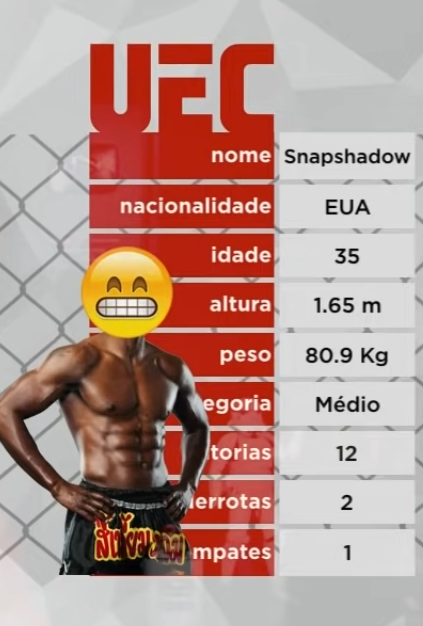 UFC
nome Snapshadow
nacionalidade EUA
idade 35
altura 1.65 m
peso 80.9 Kg
egoria Médio
torias 12
errotas 2
mpates 1